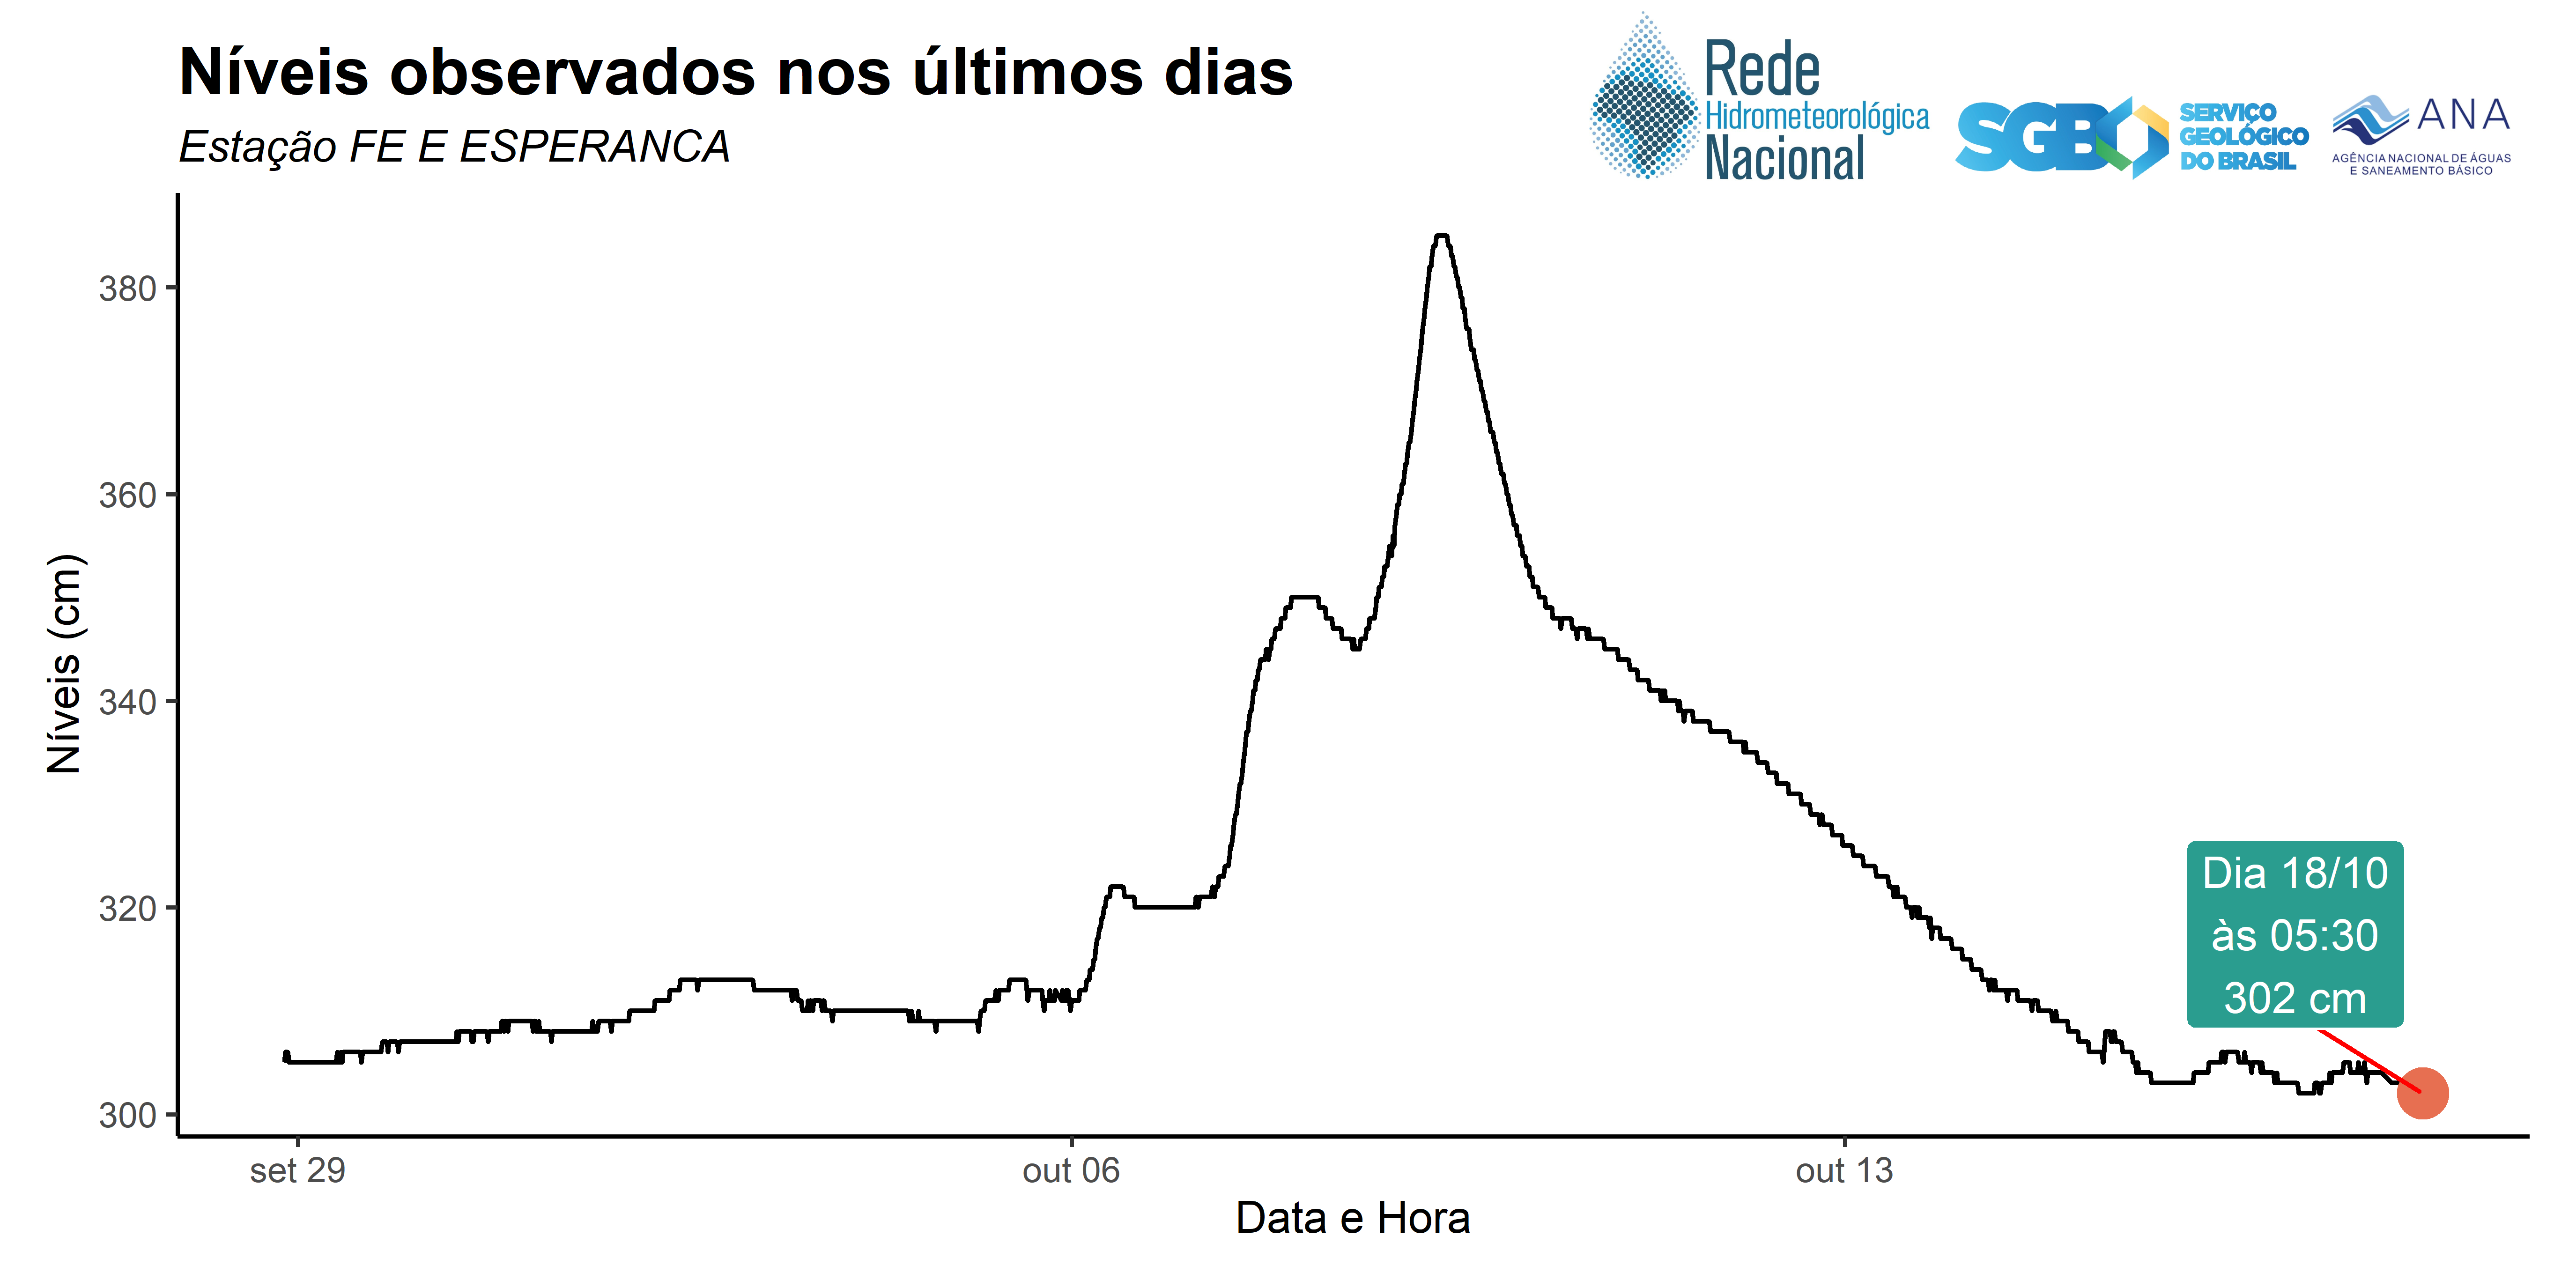 Níveis observados nos últimos dias
Estação FE E ESPERANCA
Rede
Hidrometeorológica
Nacional
SGB
SERVIÇO
GEOLÓGICO
DO BRASIL
ANA
AGÊNCIA NACIONAL DE ÁGUAS
E SANEAMENTO BÁSICO
Níveis (cm)
380
360
340
320
300
Dia 18/10
às 05:30
302 cm
set 29
out 06
out 13
Data e Hora